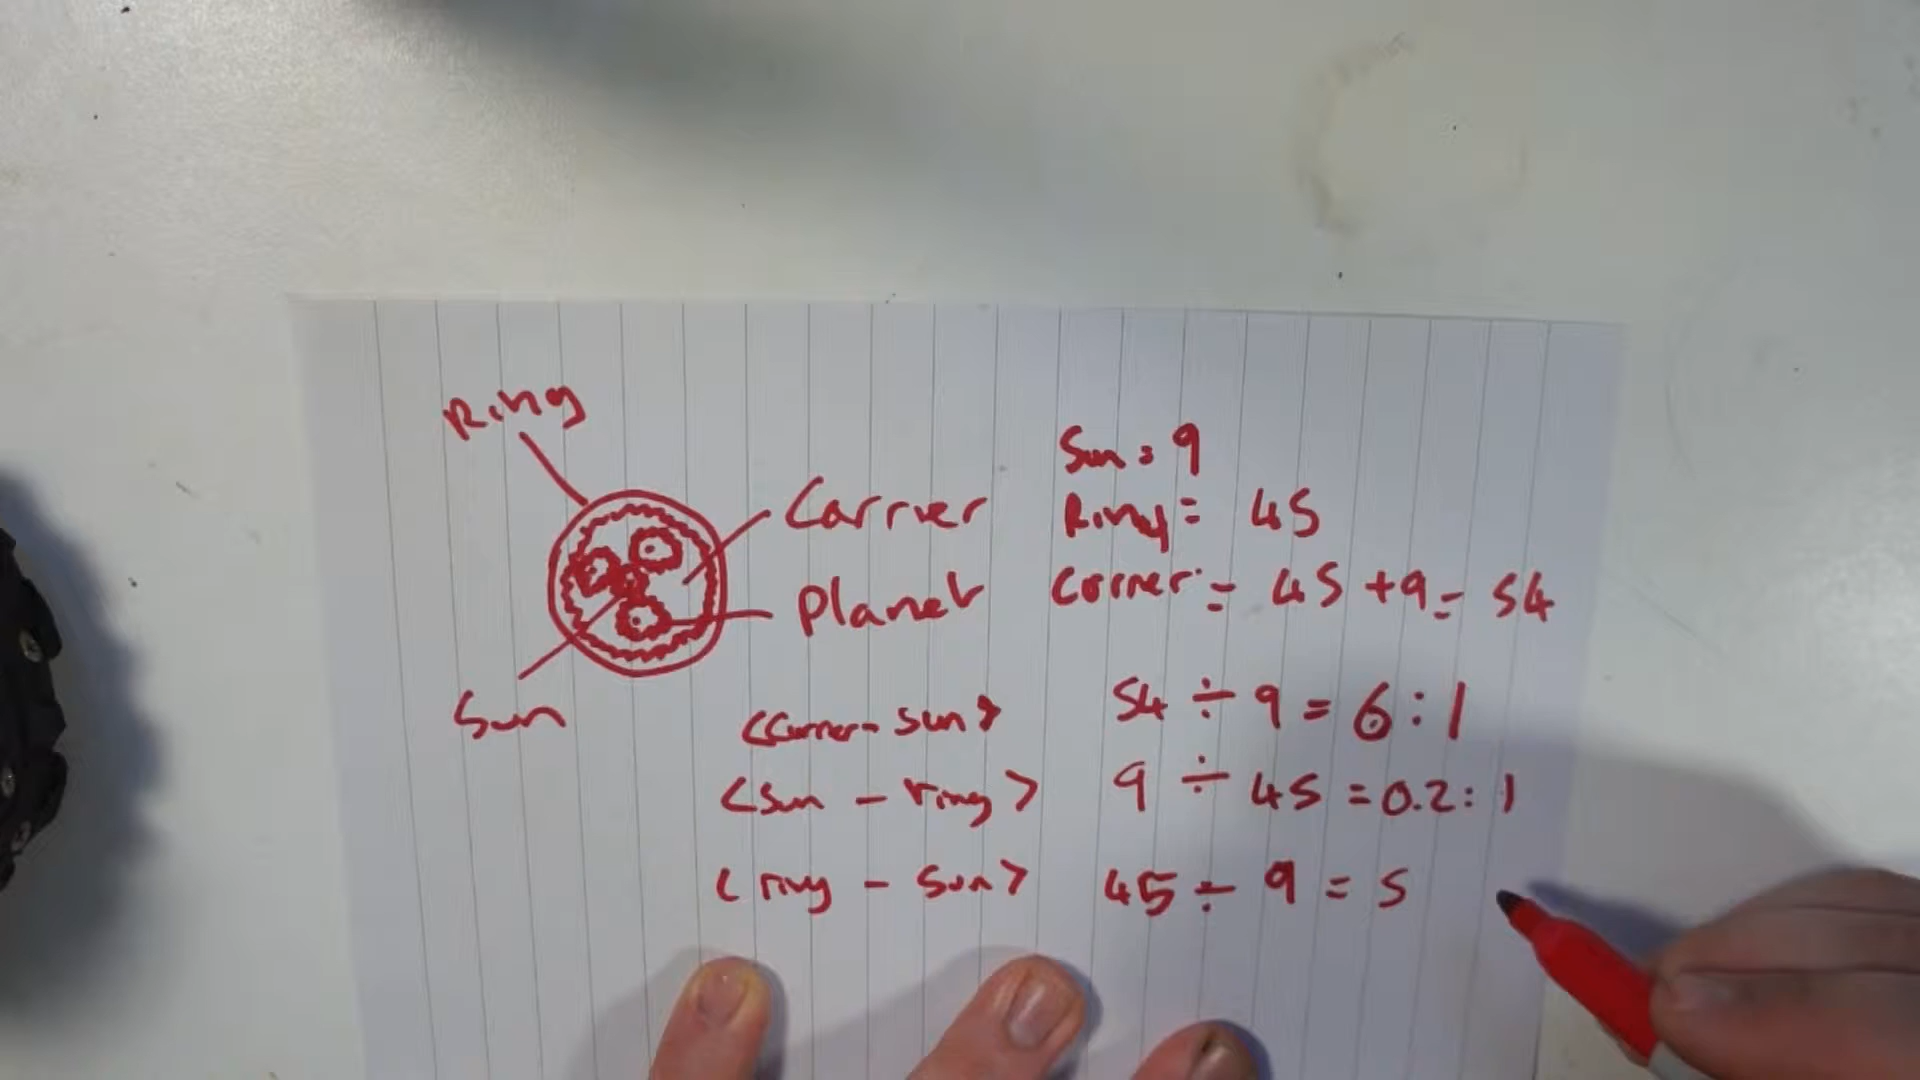 Ring
Carrier
Planet
Sun
Sun = 9
Ring = 45
Carrier = 45 + 9 = 54
<Carrier - Sun> 54 ÷ 9 = 6 : 1
<Sun - ring> 9 ÷ 45 = 0.2 : 1
<ring - Sun> 45 ÷ 9 = 5